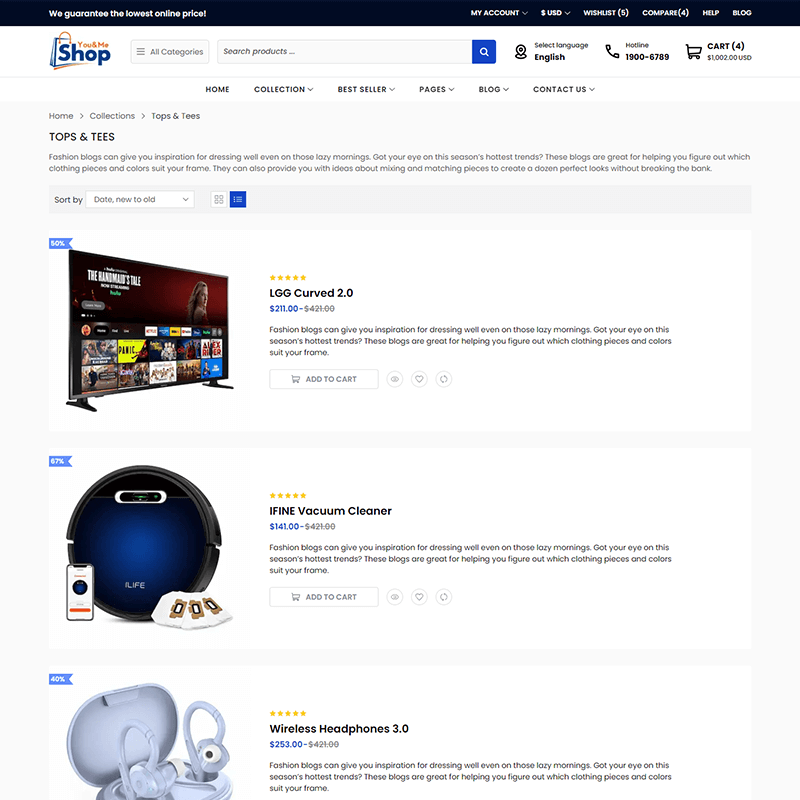 We guarantee the lowest online price!
MY ACCOUNT
$ USD
WISHLIST (5)
COMPARE(4)
HELP
BLOG
You&Me
Shop
All Categories
Search products ...
Select language
English
Hotline
1900-6789
CART (4)
$1,002.00 USD
HOME
COLLECTION
BEST SELLER
PAGES
BLOG
CONTACT US
Home > Collections > Tops & Tees
TOPS & TEES
Fashion blogs can give you inspiration for dressing well even on those lazy mornings. Got your eye on this season's hottest trends? These blogs are great for helping you figure out which
clothing pieces and colors suit your frame. They can also provide you with ideas about mixing and matching pieces to create a dozen perfect looks without breaking the bank.
Sort by
Date, new to old
50%
THE HANDMAID'S TALE
NOW STREAMING
hulu
PANIC
ALEX RIDER
LGG Curved 2.0
$211.00-$421.00
Fashion blogs can give you inspiration for dressing well even on those lazy mornings. Got your eye on this
season's hottest trends? These blogs are great for helping you figure out which clothing pieces and colors
suit your frame.
ADD TO CART
67%
ILIFE
IFINE Vacuum Cleaner
$141.00-$421.00
Fashion blogs can give you inspiration for dressing well even on those lazy mornings. Got your eye on this
season's hottest trends? These blogs are great for helping you figure out which clothing pieces and colors
suit your frame.
ADD TO CART
40%
Wireless Headphones 3.0
$253.00-$421.00
Fashion blogs can give you inspiration for dressing well even on those lazy mornings. Got your eye on this
season's hottest trends? These blogs are great for helping you figure out which clothing pieces and colors
suit your frame.